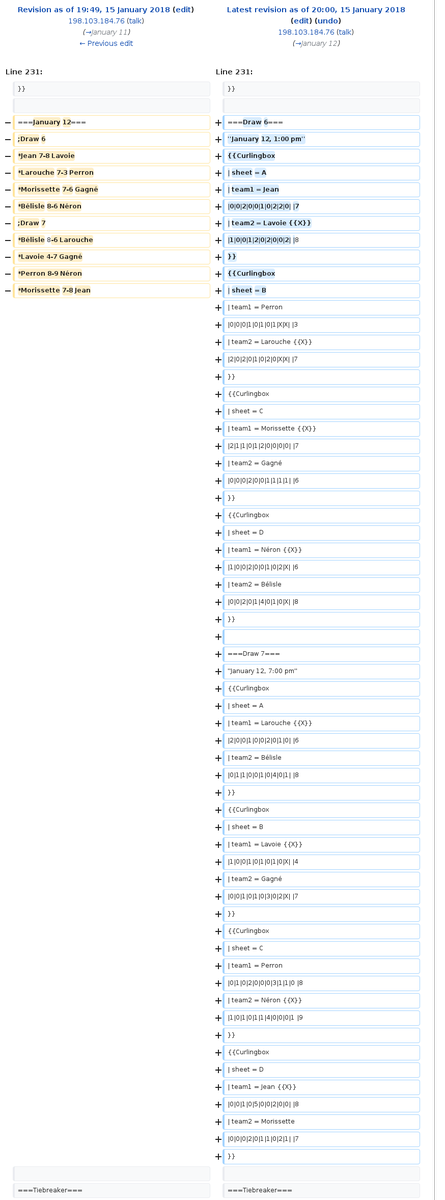 Revision as of 19:49, 15 January 2018 (edit)
198.103.184.76 (talk)
(→January 11)
← Previous edit
Latest revision as of 20:00, 15 January 2018
(edit) (undo)
198.103.184.76 (talk)
(→January 12)
Line 231:
Line 231:
}}
}}
− ===January 12===
− ;Draw 6
− *Jean 7-8 Lavoie
− *Larouche 7-3 Perron
− *Morissette 7-6 Gagné
− *Bélisle 8-6 Néron
− ;Draw 7
− *Bélisle 8-6 Larouche
− *Lavoie 4-7 Gagné
− *Perron 8-9 Néron
− *Morissette 7-8 Jean
+ ===Draw 6===
+ ''January 12, 1:00 pm''
+ {{Curlingbox
+ | sheet = A
+ | team1 = Jean
+ |0|0|2|0|0|1|0|2|2|0| |7
+ | team2 = Lavoie {{X}}
+ |1|0|0|1|2|0|2|0|0|2| |8
+ }}
+ {{Curlingbox
+ | sheet = B
+ | team1 = Perron
+ |0|0|0|1|0|1|0|1|X|X| |3
+ | team2 = Larouche {{X}}
+ |2|0|2|0|1|0|2|0|X|X| |7
+ }}
+ {{Curlingbox
+ | sheet = C
+ | team1 = Morissette {{X}}
+ |2|1|1|0|1|2|0|0|0|0| |7
+ | team2 = Gagné
+ |0|0|0|2|0|0|1|1|1|1| |6
+ }}
+ {{Curlingbox
+ | sheet = D
+ | team1 = Néron {{X}}
+ |1|0|0|2|0|0|1|0|2|X| |6
+ | team2 = Bélisle
+ |0|0|2|0|1|4|0|1|0|X| |8
+ }}
+
+ ===Draw 7===
+ ''January 12, 7:00 pm''
+ {{Curlingbox
+ | sheet = A
+ | team1 = Larouche {{X}}
+ |2|0|0|1|0|0|2|0|1|0| |6
+ | team2 = Bélisle
+ |0|1|1|0|0|1|0|4|0|1| |8
+ }}
+ {{Curlingbox
+ | sheet = B
+ | team1 = Lavoie {{X}}
+ |1|0|0|1|0|1|0|1|0|X| |4
+ | team2 = Gagné
+ |0|0|1|0|1|0|3|0|2|X| |7
+ }}
+ {{Curlingbox
+ | sheet = C
+ | team1 = Perron
+ |0|1|0|2|0|0|0|3|1|1|0 |8
+ | team2 = Néron {{X}}
+ |1|0|1|0|1|1|4|0|0|0|1 |9
+ }}
+ {{Curlingbox
+ | sheet = D
+ | team1 = Jean {{X}}
+ |0|0|1|0|5|0|0|2|0|0| |8
+ | team2 = Morissette
+ |0|0|0|2|0|1|1|0|2|1| |7
+ }}
===Tiebreaker===
===Tiebreaker===